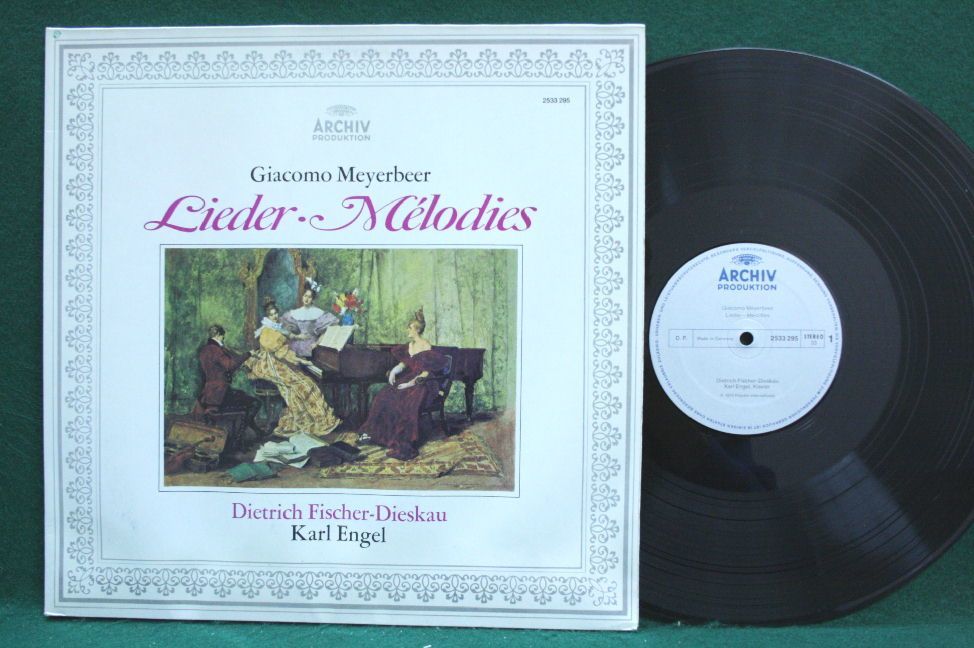 2533 295
ARCHIV
PRODUKTION
Giacomo Meyerbeer
Lieder · Mélodies
Dietrich Fischer-Dieskau
Karl Engel
ARCHIV
PRODUKTION
Giacomo Meyerbeer
Lieder – Mélodies
D.P. Made in Germany 2533 295 STEREO 33 1
Dietrich Fischer-Dieskau
Karl Engel, Klavier